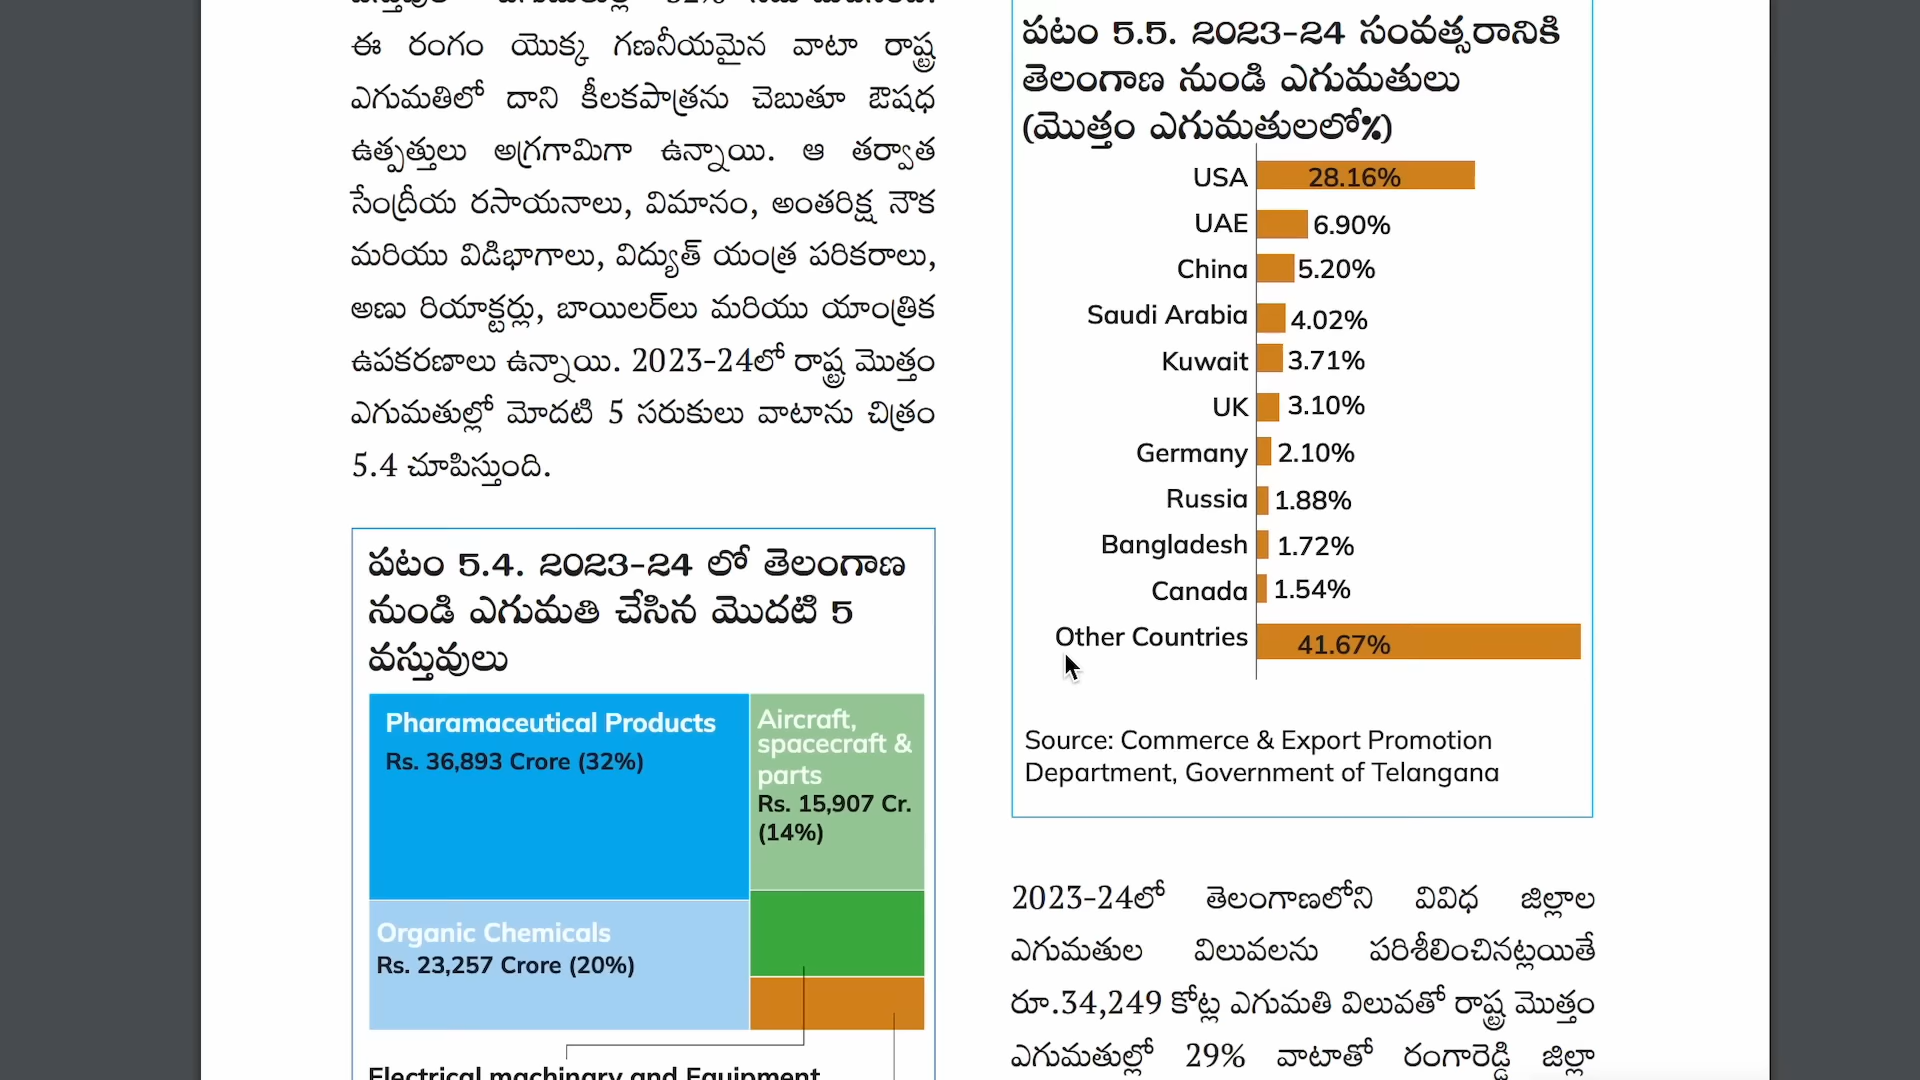 ఈ రంగం యొక్క గణనీయమైన వాటా రాష్ట్ర
ఎగుమతిలో దాని కీలకపాత్రను చెబుతూ ఔషధ
ఉత్పత్తులు అగ్రగామిగా ఉన్నాయి. ఆ తర్వాత
సేంద్రీయ రసాయనాలు, విమానం, అంతరిక్ష నౌక
మరియు విడిభాగాలు, విద్యుత్ యంత్ర పరికరాలు,
అణు రియాక్టర్లు, బాయిలర్‌లు మరియు యాంత్రిక
ఉపకరణాలు ఉన్నాయి. 2023-24లో రాష్ట్ర మొత్తం
ఎగుమతుల్లో మోదటి 5 సరుకులు వాటాను చిత్రం
5.4 చూపిస్తుంది.
పటం 5.4. 2023-24 లో తెలంగాణ
నుండి ఎగుమతి చేసిన మొదటి 5
వస్తువులు
Pharamaceutical Products
Rs. 36,893 Crore (32%)
Aircraft,
spacecraft &
parts
Rs. 15,907 Cr.
(14%)
Organic Chemicals
Rs. 23,257 Crore (20%)
Electrical machinary and Equipment
పటం 5.5. 2023-24 సంవత్సరానికి
తెలంగాణ నుండి ఎగుమతులు
(మొత్తం ఎగుమతులలో%)
USA 28.16%
UAE 6.90%
China 5.20%
Saudi Arabia 4.02%
Kuwait 3.71%
UK 3.10%
Germany 2.10%
Russia 1.88%
Bangladesh 1.72%
Canada 1.54%
Other Countries 41.67%
Source: Commerce & Export Promotion
Department, Government of Telangana
2023-24లో తెలంగాణలోని వివిధ జిల్లాల
ఎగుమతుల విలువలను పరిశీలించినట్లయితే
రూ.34,249 కోట్ల ఎగుమతి విలువతో రాష్ట్ర మొత్తం
ఎగుమతుల్లో 29% వాటాతో రంగారెడ్డి జిల్లా